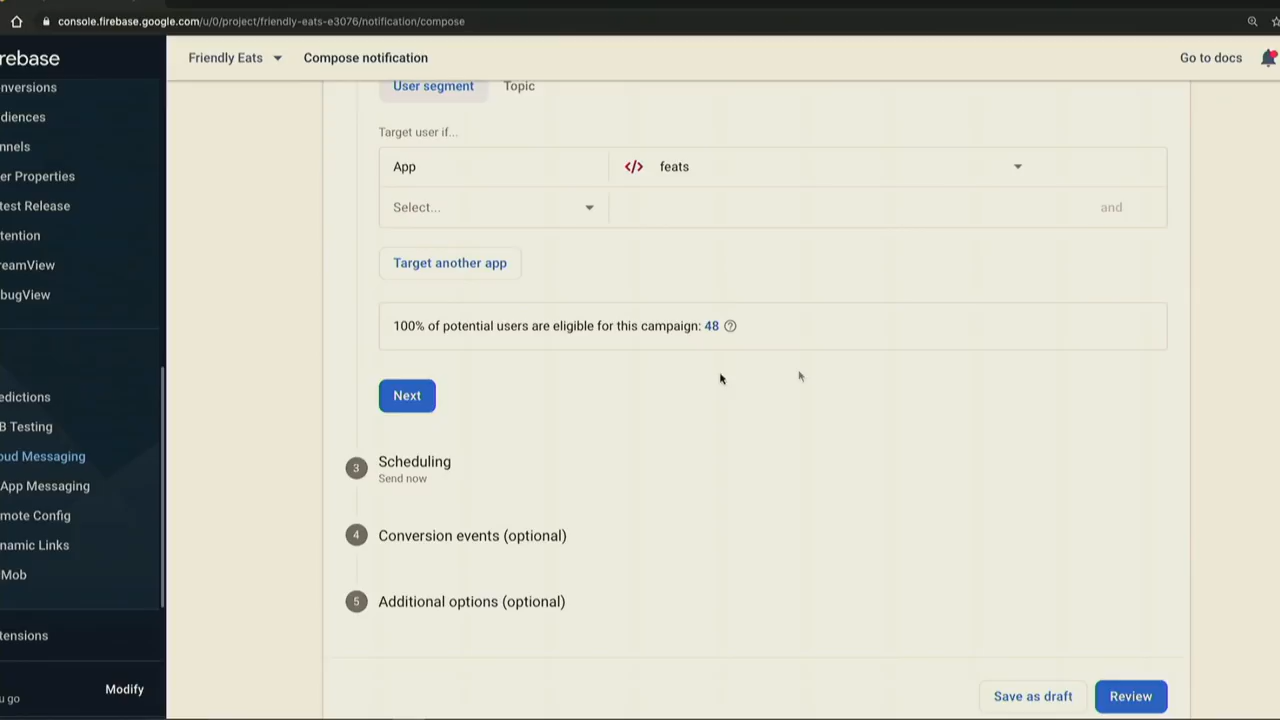 console.firebase.google.com/u/0/project/friendly-eats-e3076/notification/compose
rebase
Friendly Eats
Compose notification
Go to docs
nversions
diences
nnels
er Properties
test Release
tention
reamView
bugView
edictions
B Testing
oud Messaging
App Messaging
mote Config
namic Links
Mob
tensions
u go
Modify
User segment
Topic
Target user if...
App
</> feats
Select...
and
Target another app
100% of potential users are eligible for this campaign: 48
Next
3 Scheduling
Send now
4 Conversion events (optional)
5 Additional options (optional)
Save as draft
Review